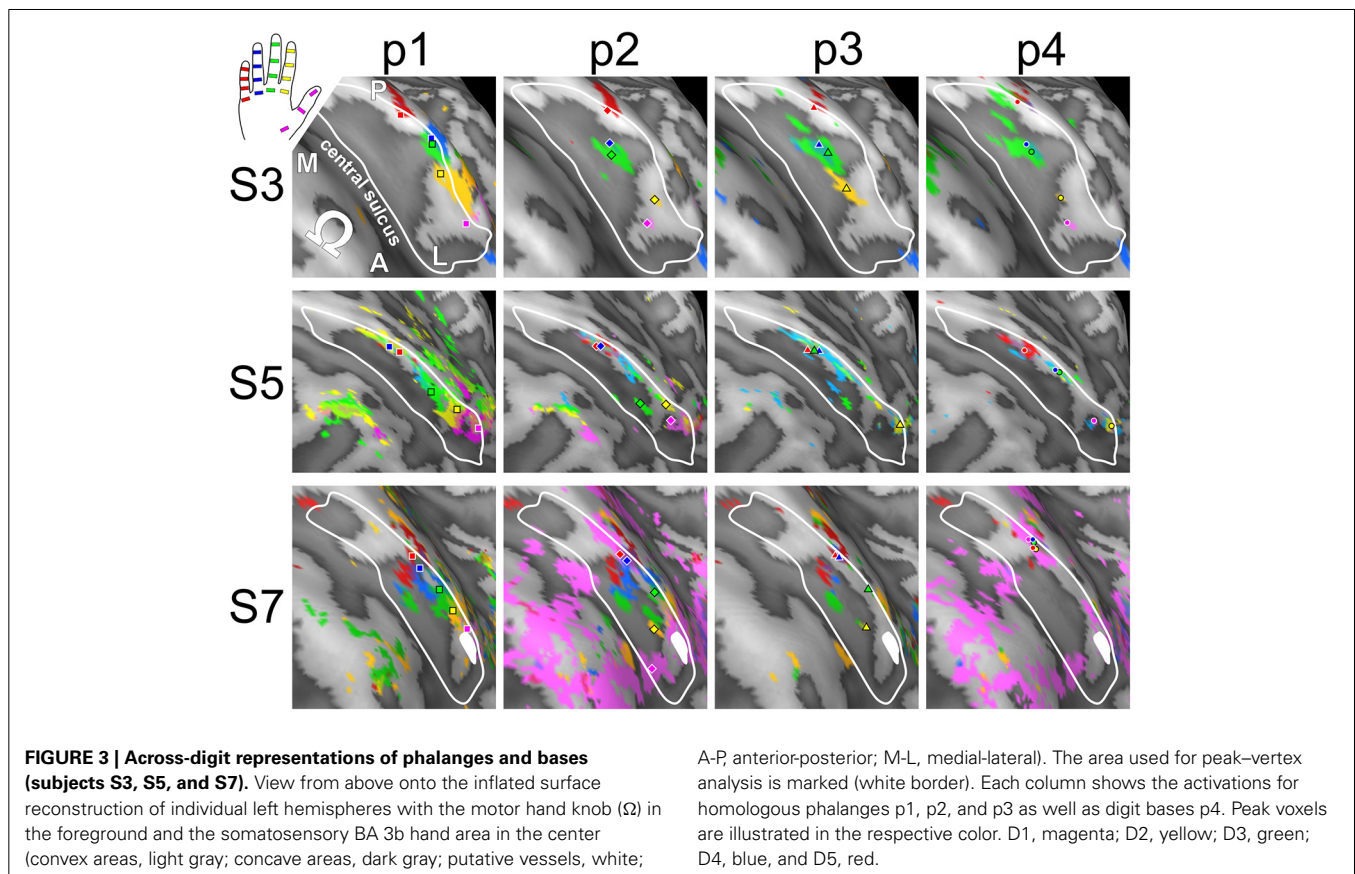 p1 p2 p3 p4
S3
P
M
central sulcus
Ω
A
L
S5
S7
FIGURE 3 | Across-digit representations of phalanges and bases
(subjects S3, S5, and S7). View from above onto the inflated surface
reconstruction of individual left hemispheres with the motor hand knob (Ω) in
the foreground and the somatosensory BA 3b hand area in the center
(convex areas, light gray; concave areas, dark gray; putative vessels, white;
A-P, anterior-posterior; M-L, medial-lateral). The area used for peak–vertex
analysis is marked (white border). Each column shows the activations for
homologous phalanges p1, p2, and p3 as well as digit bases p4. Peak voxels
are illustrated in the respective color. D1, magenta; D2, yellow; D3, green;
D4, blue, and D5, red.